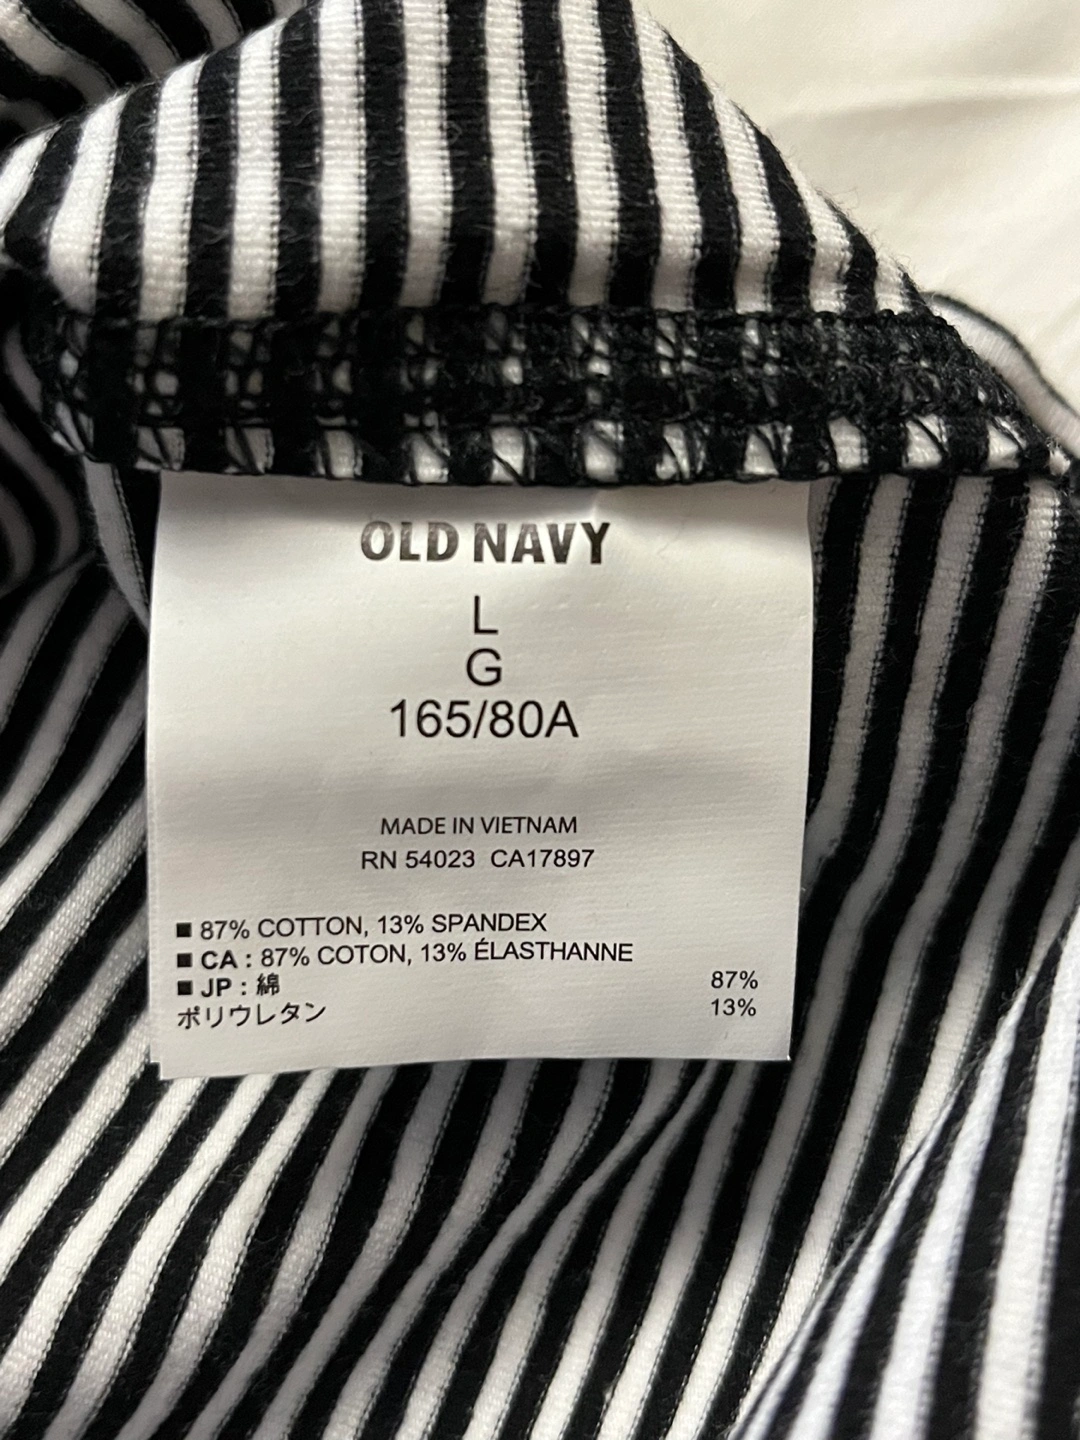 OLD NAVY
L
G
165/80A
MADE IN VIETNAM
RN 54023 CA17897
■ 87% COTTON, 13% SPANDEX
■ CA : 87% COTON, 13% ÉLASTHANNE
■ JP : 綿 87%
ポリウレタン 13%